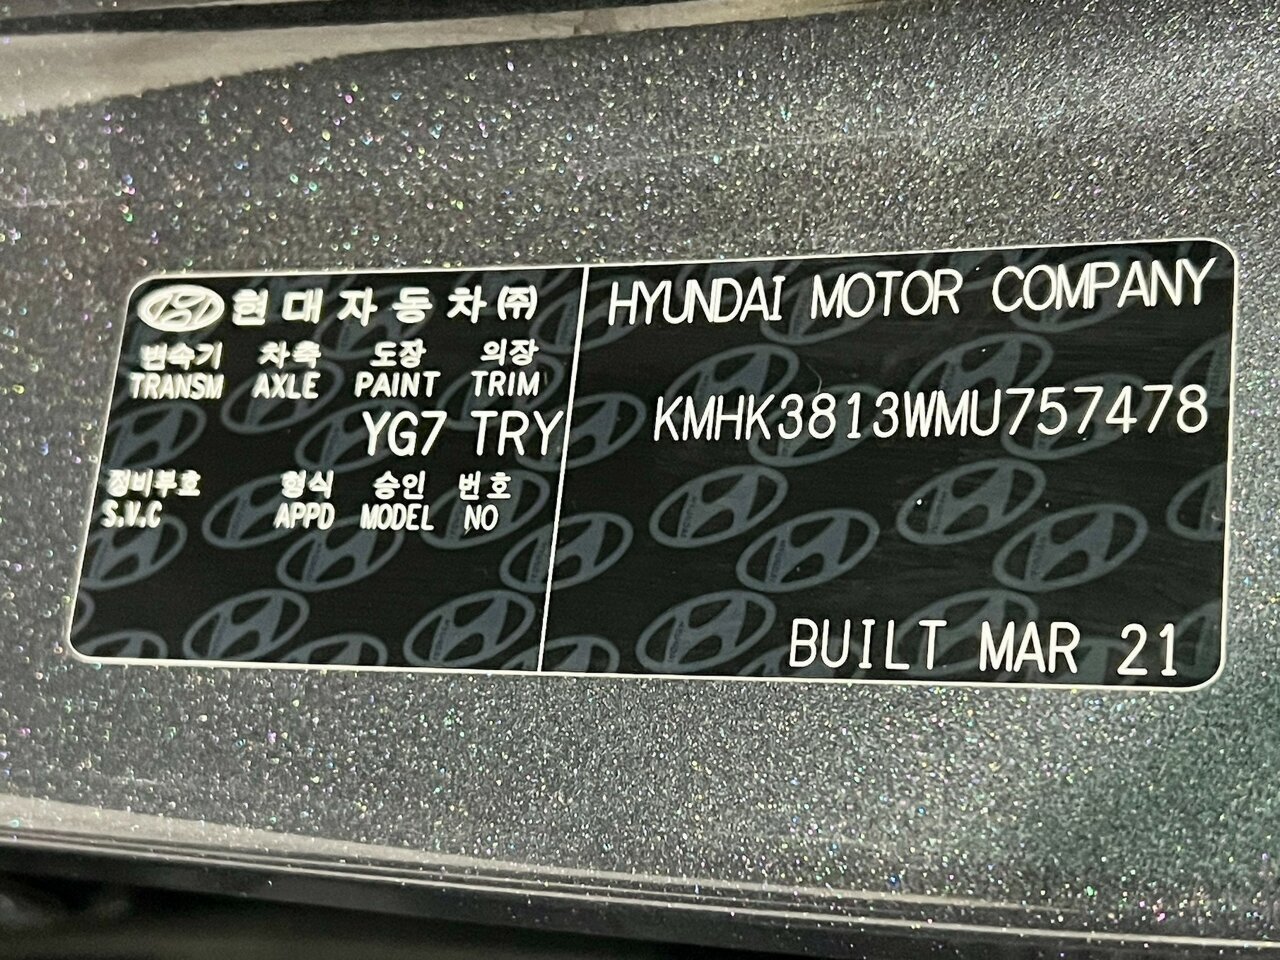 현대자동차(주)
변속기 차축 도장 의장
TRANSM AXLE PAINT TRIM
YG7 TRY
정비부호 형식 승인 번호
S.V.C APPD MODEL NO
HYUNDAI MOTOR COMPANY
KMHK3813WMU757478
BUILT MAR 21